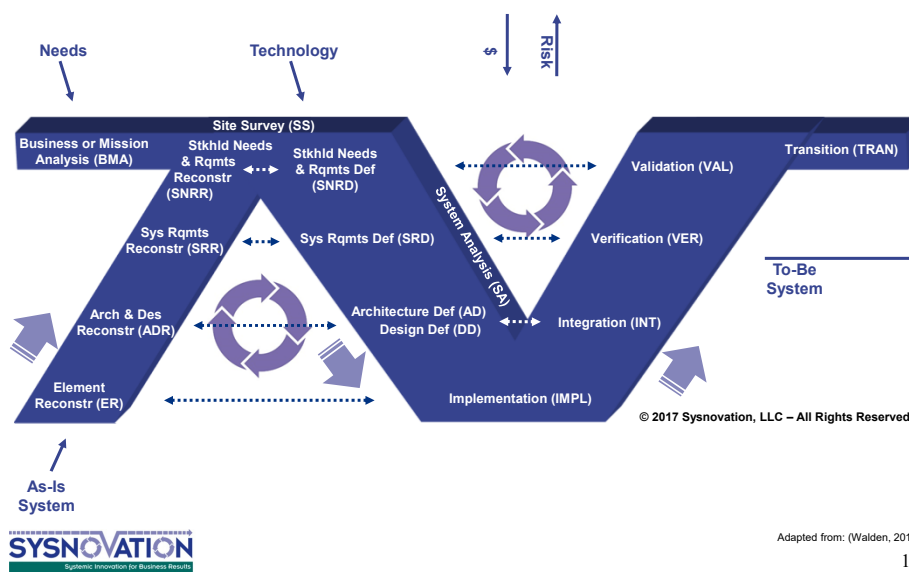 Needs
Technology
$
Risk
Site Survey (SS)
Business or Mission
Analysis (BMA)
Stkhld Needs
& Rqmts
Reconstr
(SNRR)
Stkhld Needs
& Rqmts Def
(SNRD)
Validation (VAL)
Transition (TRAN)
System Analysis (SA)
Sys Rqmts
Reconstr (SRR)
Sys Rqmts Def (SRD)
Verification (VER)
To-Be
System
Arch & Des
Reconstr (ADR)
Architecture Def (AD)
Design Def (DD)
Integration (INT)
Element
Reconstr (ER)
Implementation (IMPL)
© 2017 Sysnovation, LLC – All Rights Reserved
As-Is
System
SYSNOVATION
Systemic Innovation for Business Results
Adapted from: (Walden, 201
1